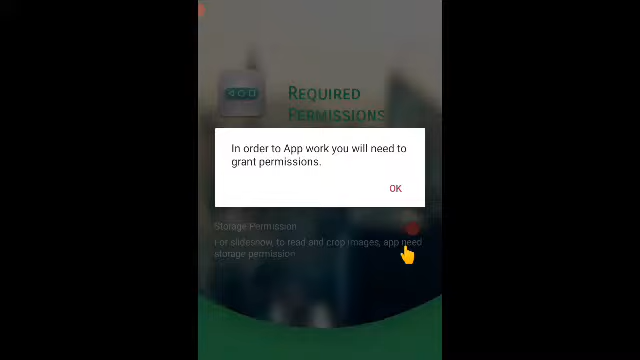 REQUIRED
PERMISSIONS
In order to App work you will need to
grant permissions.
OK
Storage Permission
For slideshow, to read and crop images, app need
storage permission